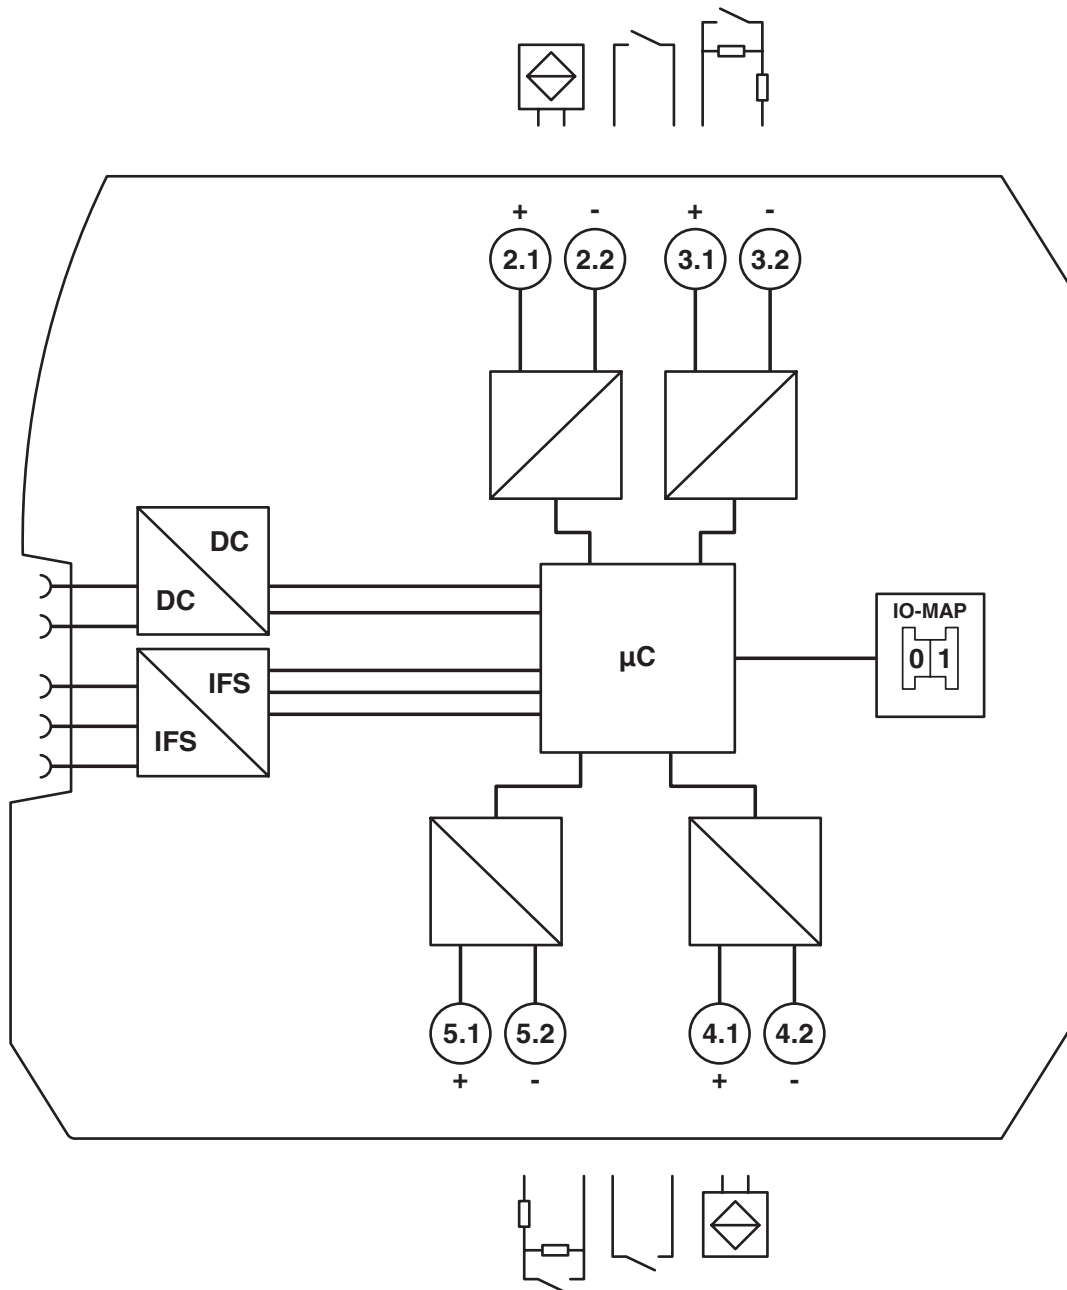 + - + -
2.1 2.2 3.1 3.2
DC
DC
IFS
IFS
µC
IO-MAP
0 1
5.1 5.2 4.1 4.2
+ - + -